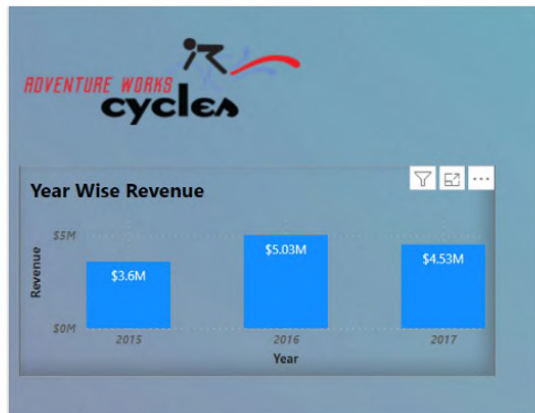 ADVENTURE WORKS
cycles
Year Wise Revenue
$5M
$5.03M
$4.53M
$3.6M
Revenue
$0M
2015 2016 2017
Year